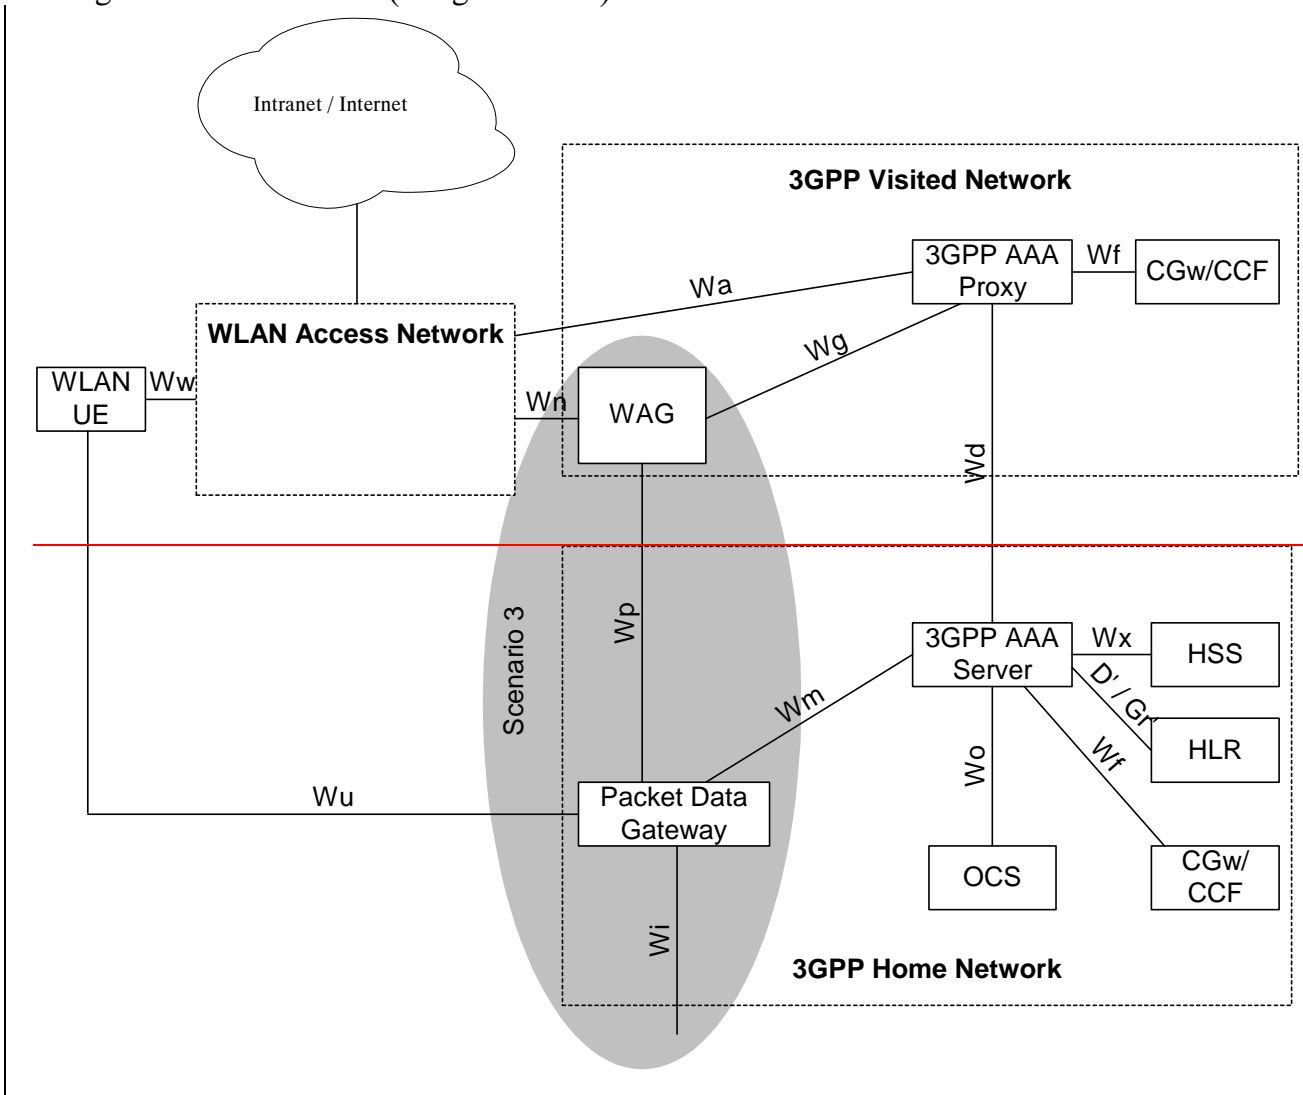 Intranet / Internet
3GPP Visited Network
3GPP AAA
Proxy
Wf
CGw/CCF
Wa
WLAN Access Network
Wg
WLAN
UE
Ww
Wn
WAG
Wd
Scenario 3
Wp
3GPP AAA
Server
Wx
HSS
D' / Gr'
HLR
Wm
Wo
Wf
Wu
Packet Data
Gateway
OCS
CGw/
CCF
Wi
3GPP Home Network